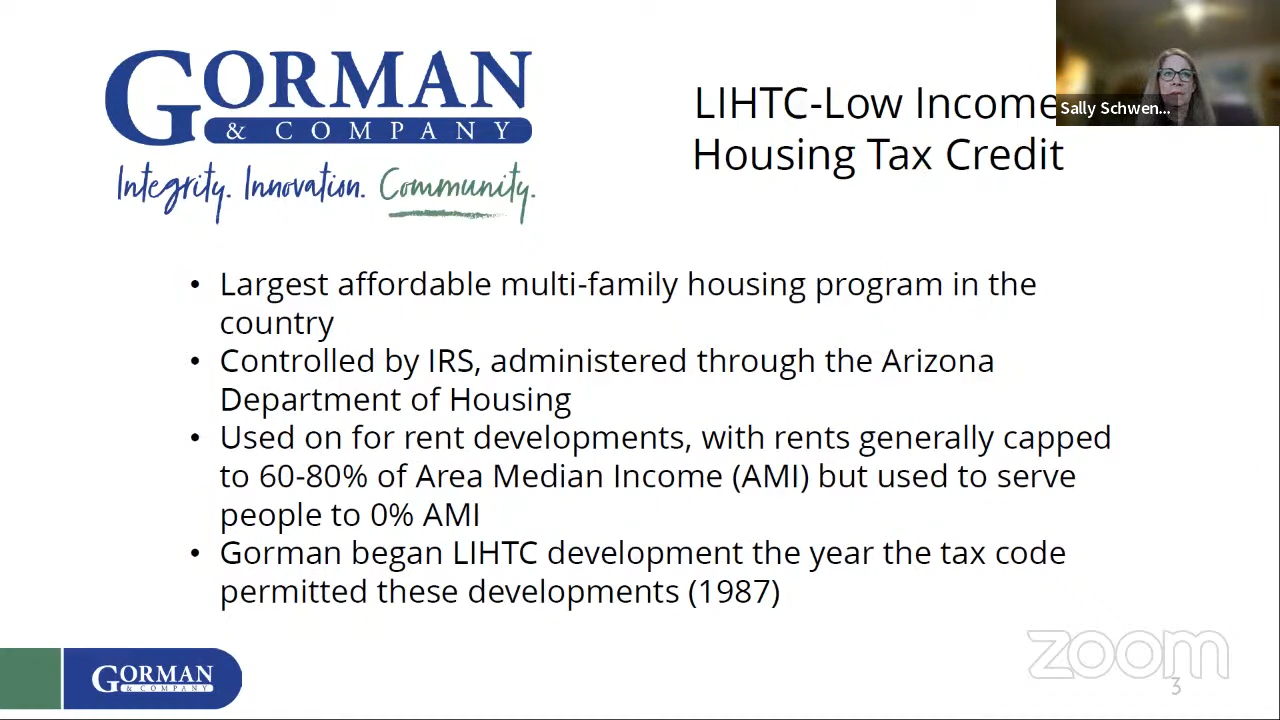 GORMAN
& COMPANY
Integrity. Innovation. Community.
LIHTC-Low Income
Housing Tax Credit
Sally Schwen...
• Largest affordable multi-family housing program in the
country
• Controlled by IRS, administered through the Arizona
Department of Housing
• Used on for rent developments, with rents generally capped
to 60-80% of Area Median Income (AMI) but used to serve
people to 0% AMI
• Gorman began LIHTC development the year the tax code
permitted these developments (1987)
GORMAN
& COMPANY
zoom
3